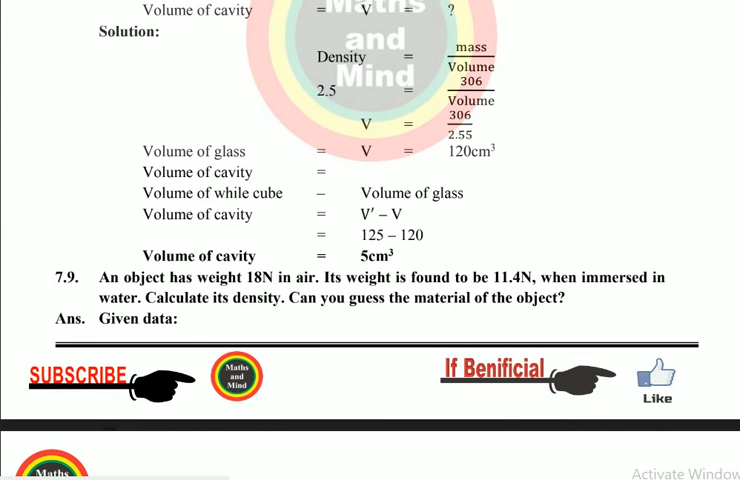 Volume of cavity = V = ?
Solution:
Density = mass
Volume
2.5 = 306
Volume
V = 306
2.55
Volume of glass = V = 120cm³
Volume of cavity =
Volume of while cube − Volume of glass
Volume of cavity = V′ – V
= 125 – 120
Volume of cavity = 5cm³
7.9. An object has weight 18N in air. Its weight is found to be 11.4N, when immersed in
water. Calculate its density. Can you guess the material of the object?
Ans. Given data:
Maths
and
Mind
SUBSCRIBE
Maths
and
Mind
If Benificial
Like
Maths
Activate Window